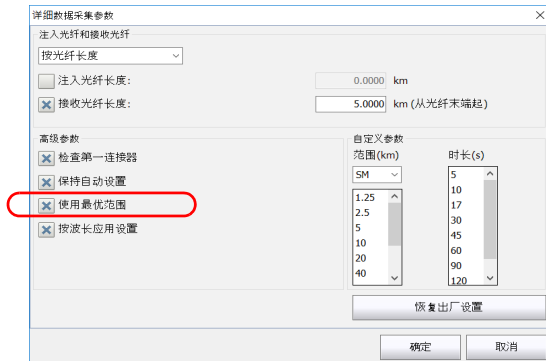 详细数据采集参数
注入光纤和接收光纤
按光纤长度
注入光纤长度:
0.0000 km
接收光纤长度:
5.0000 km (从光纤末端起)
高级参数
检查第一连接器
保持自动设置
使用最优范围
按波长应用设置
自定义参数
范围(km)
时长(s)
SM
1.25
2.5
5
10
20
40
5
10
17
30
45
60
90
120
恢复出厂设置
确定
取消